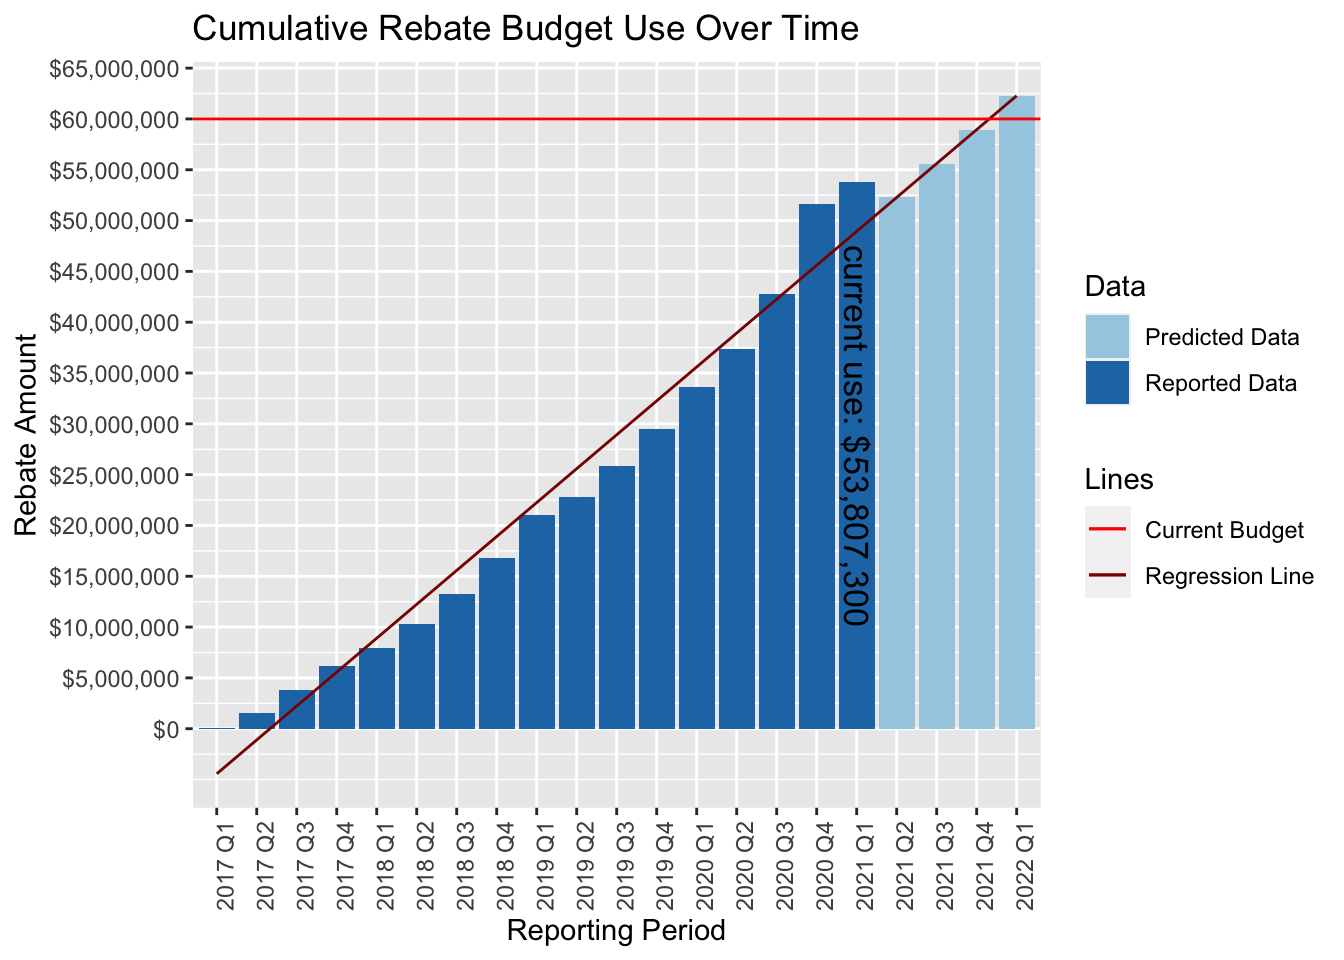 Cumulative Rebate Budget Use Over Time
$65,000,000
$60,000,000
$55,000,000
$50,000,000
$45,000,000
$40,000,000
$35,000,000
$30,000,000
$25,000,000
$20,000,000
$15,000,000
$10,000,000
$5,000,000
$0
Rebate Amount
current use: $53,807,300
2017 Q1
2017 Q2
2017 Q3
2017 Q4
2018 Q1
2018 Q2
2018 Q3
2018 Q4
2019 Q1
2019 Q2
2019 Q3
2019 Q4
2020 Q1
2020 Q2
2020 Q3
2020 Q4
2021 Q1
2021 Q2
2021 Q3
2021 Q4
2022 Q1
Reporting Period
Data
Predicted Data
Reported Data
Lines
Current Budget
Regression Line